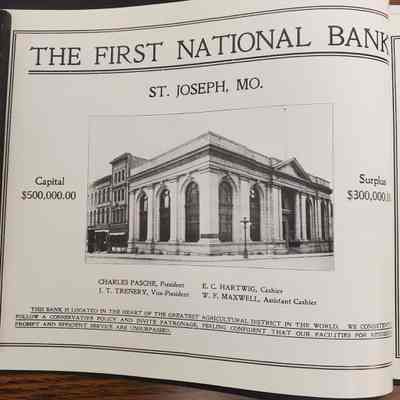 THE FIRST NATIONAL BANK
ST. JOSEPH, MO.
Capital
$500,000.00
Surplus
$300,000.
CHARLES PASCHE, President
E. C. HARTWIG, Cashier
J. T. TRENERY, Vice-President
W. P. MAXWELL, Assistant Cashier
THIS BANK IS LOCATED IN THE HEART OF THE GREATEST AGRICULTURAL DISTRICT IN THE WORLD. WE
FOLLOW A CONSERVATIVE POLICY AND INVITE PATRONAGE, FEELING CONFIDENT THAT OUR FACILITIES FOR
PROMPT AND EFFICIENT SERVICE ARE UNSURPASSED.